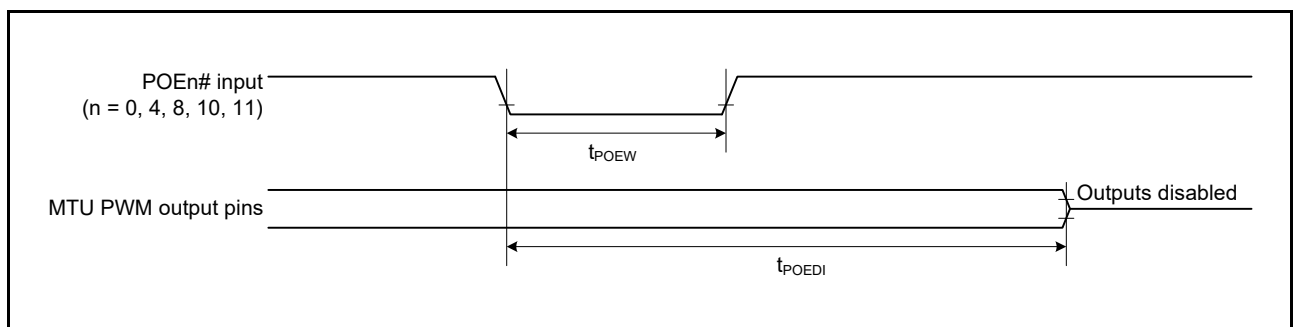 POEn# input
(n = 0, 4, 8, 10, 11)
tPOEW
MTU PWM output pins
Outputs disabled
tPOEDI